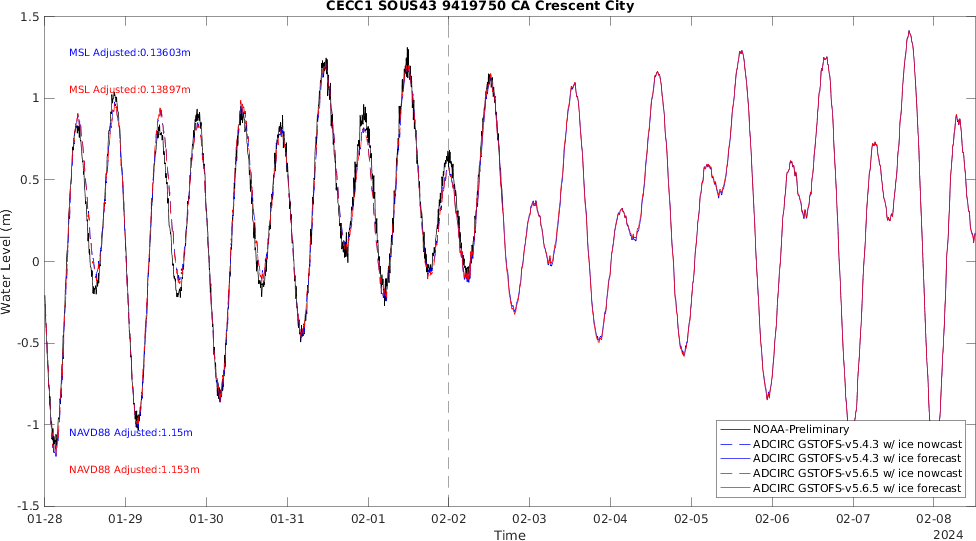 CECC1 SOUS43 9419750 CA Crescent City
1.5
1
0.5
0
-0.5
-1
-1.5
Water Level (m)
MSL Adjusted:0.13603m
MSL Adjusted:0.13897m
NAVD88 Adjusted:1.15m
NAVD88 Adjusted:1.153m
NOAA-Preliminary
ADCIRC GSTOFS-v5.4.3 w/ ice nowcast
ADCIRC GSTOFS-v5.4.3 w/ ice forecast
ADCIRC GSTOFS-v5.6.5 w/ ice nowcast
ADCIRC GSTOFS-v5.6.5 w/ ice forecast
01-28 01-29 01-30 01-31 02-01 02-02 02-03 02-04 02-05 02-06 02-07 02-08
Time
2024